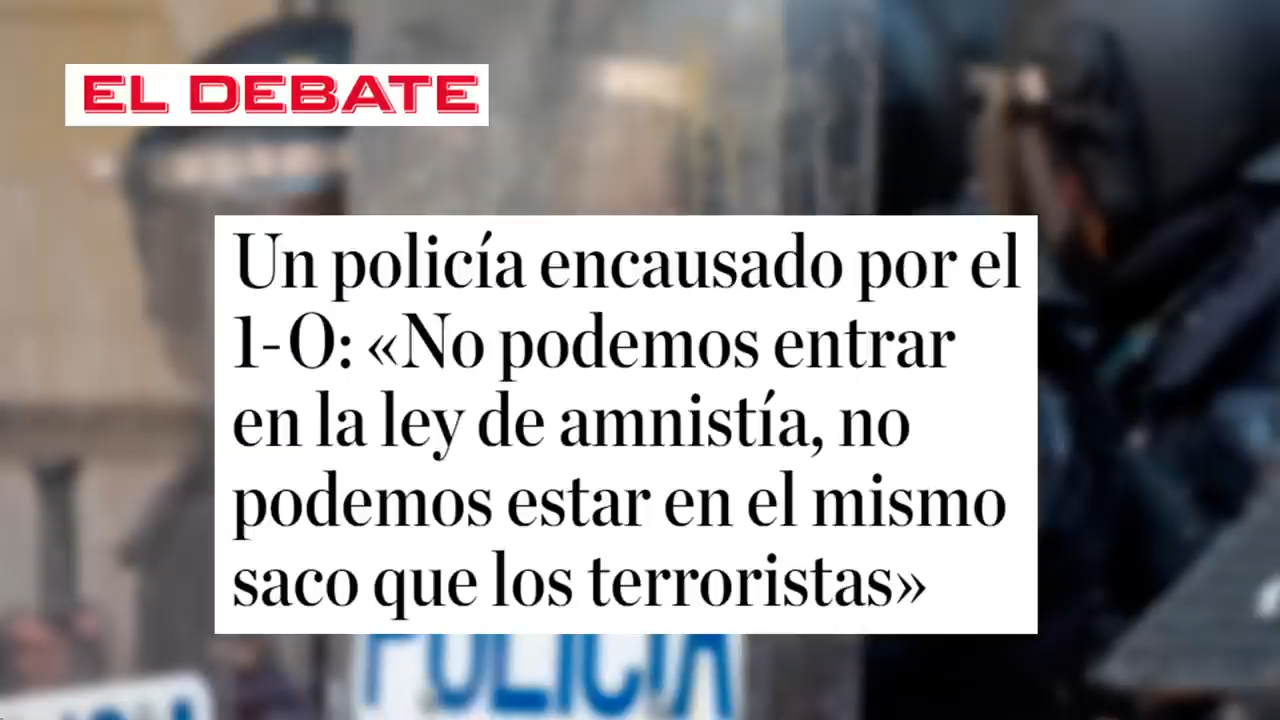 EL DEBATE
Un policía encausado por el
1-O: «No podemos entrar
en la ley de amnistía, no
podemos estar en el mismo
saco que los terroristas»
POLICIA